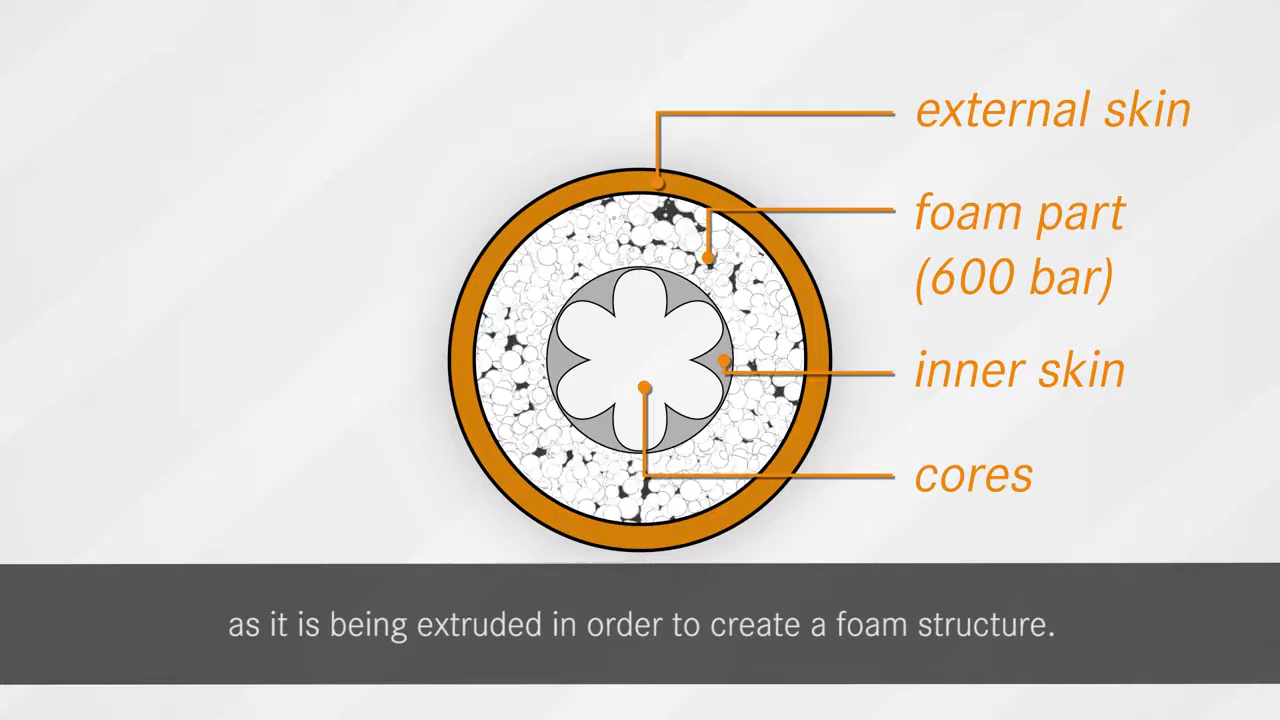 external skin
foam part
(600 bar)
inner skin
cores
as it is being extruded in order to create a foam structure.